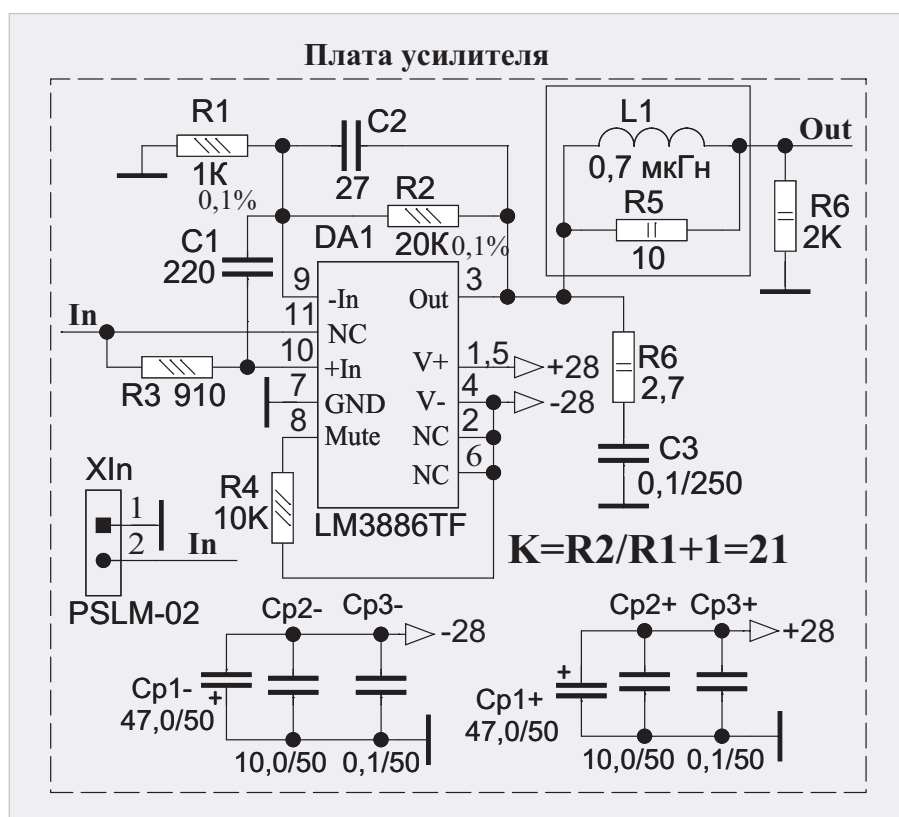 Плата усилителя
R1
1К
0,1%
C2
27
R2
20К 0,1%
L1
0,7 мкГн
R5
10
Out
R6
2К
C1
220
DA1
9
-In
Out
3
In
11
NC
10
+In
V+
1,5
+28
R3 910
7
GND
V-
4
-28
8
Mute
NC
2
NC
6
R6
2,7
C3
0,1/250
R4
10К
LM3886TF
XIn
1
2
In
PSLM-02
K=R2/R1+1=21
Cp2-
Cp3-
-28
Cp1-
+
47,0/50
10,0/50
0,1/50
Cp2+
Cp3+
+28
+
Cp1+
47,0/50
10,0/50
0,1/50